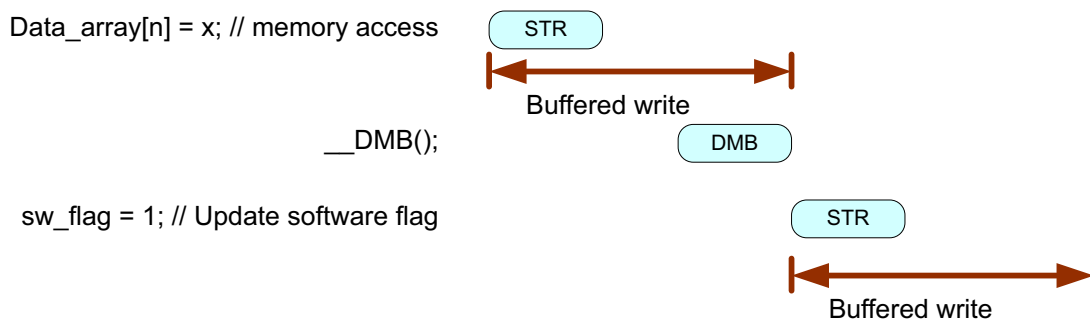 Data_array[n] = x; // memory access STR
Buffered write
__DMB(); DMB
sw_flag = 1; // Update software flag STR
Buffered write